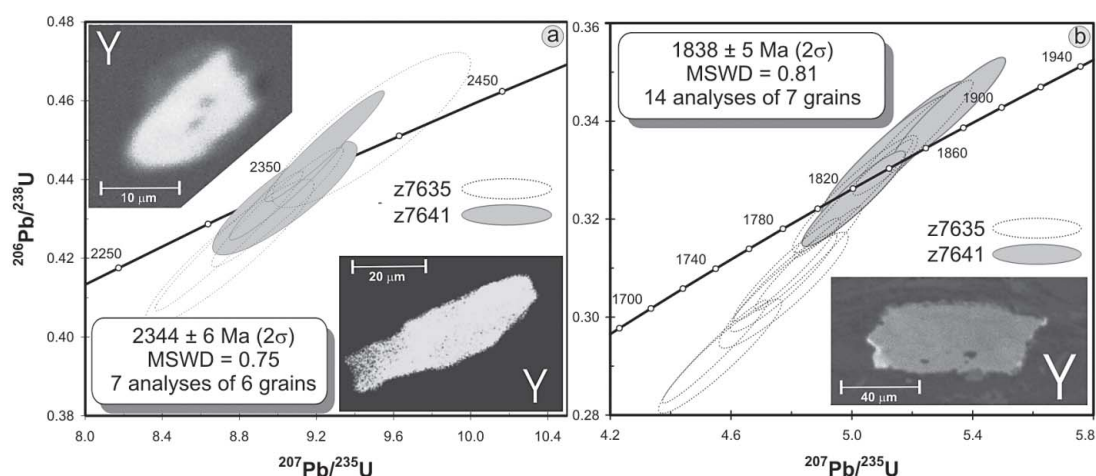 0.48
0.46
0.44
0.42
0.40
0.38
8.0
8.4
8.8
9.2
9.6
10.0
10.4
206Pb/238U
207Pb/235U
a
Y
10 µm
2250
2350
2450
z7635
z7641
20 µm
Y
2344 ± 6 Ma (2σ)
MSWD = 0.75
7 analyses of 6 grains
0.36
0.34
0.32
0.30
0.28
4.2
4.6
5.0
5.4
5.8
207Pb/235U
b
1838 ± 5 Ma (2σ)
MSWD = 0.81
14 analyses of 7 grains
1700
1740
1780
1820
1860
1900
1940
z7635
z7641
40 µm
Y